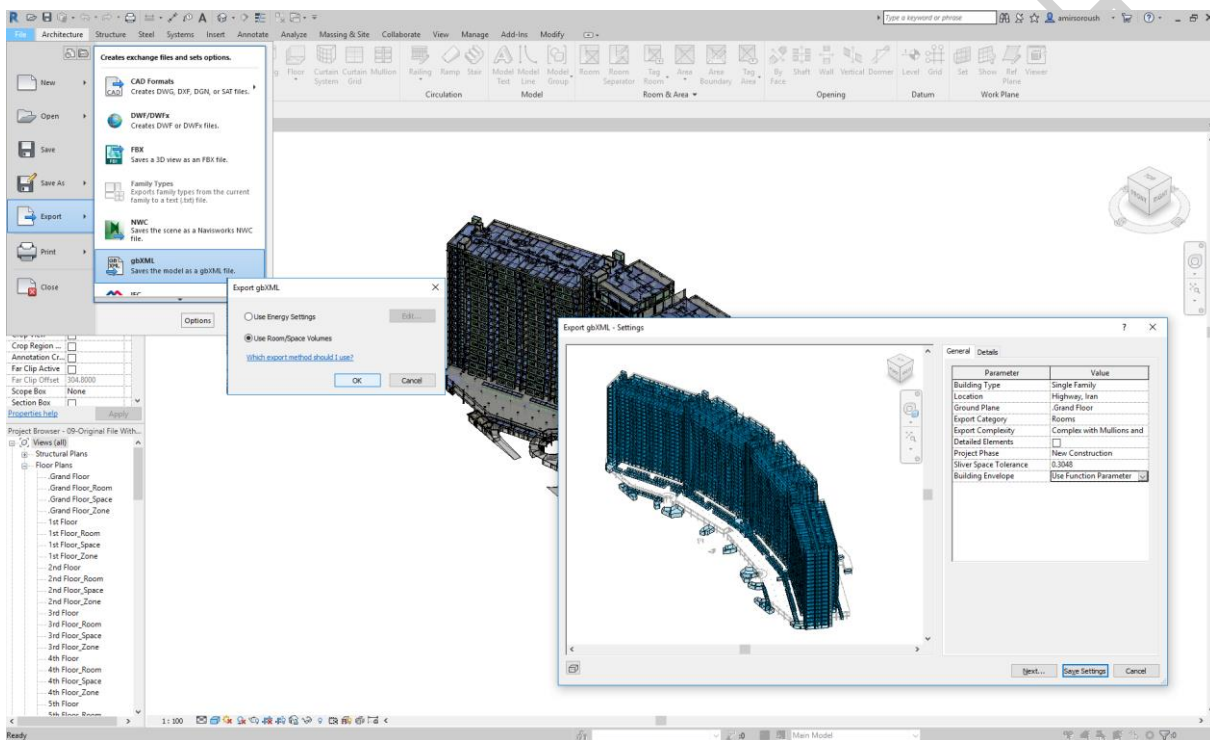 Type a keyword or phrase
amirsoroush
File Architecture Structure Steel Systems Insert Annotate Analyze Massing & Site Collaborate View Manage Add-Ins Modify
Creates exchange files and sets options.
New
Open
Save
Save As
Export
Print
Close
CAD Formats
Creates DWG, DXF, DGN, or SAT files.
DWF/DWFx
Creates DWF or DWFx files.
FBX
Saves a 3D view as an FBX file.
Family Types
Exports family types from the current
family to a text (.txt) file.
NWC
Saves the scene as a Navisworks NWC
file.
gbXML
Saves the model as a gbXML file.
Options
Floor Curtain System Curtain Grid Mullion
Railing Ramp Stair
Circulation
Model Text Model Line Model Group
Model
Room Room Separator Tag Room Area Area Boundary Tag Area
Room & Area
By Face Shaft Wall Vertical Dormer
Opening
Level Grid
Datum
Set Show Ref Plane Viewer
Work Plane
TOP
FRONT RIGHT
Export gbXML
Use Energy Settings
Edit...
Use Room/Space Volumes
Which export method should I use?
OK Cancel
Export gbXML - Settings
General Details
Parameter Value
Building Type Single Family
Location Highway, Iran
Ground Plane .Grand Floor
Export Category Rooms
Export Complexity Complex with Mullions and
Detailed Elements
Project Phase New Construction
Sliver Space Tolerance 0.3048
Building Envelope Use Function Parameter
Next... Save Settings Cancel
Crop Region ...
Annotation Cr...
Far Clip Active
Far Clip Offset 304.8000
Scope Box None
Section Box
Properties help Apply
Project Browser - 09-Original File With...
Views (all)
Structural Plans
Floor Plans
.Grand Floor
.Grand Floor_Room
.Grand Floor_Space
.Grand Floor_Zone
1st Floor
1st Floor_Room
1st Floor_Space
1st Floor_Zone
2nd Floor
2nd Floor_Room
2nd Floor_Space
2nd Floor_Zone
3rd Floor
3rd Floor_Room
3rd Floor_Space
3rd Floor_Zone
4th Floor
4th Floor_Room
4th Floor_Space
4th Floor_Zone
5th Floor
5th Floor_Room
1 : 100
Ready
:0
Main Model
:0